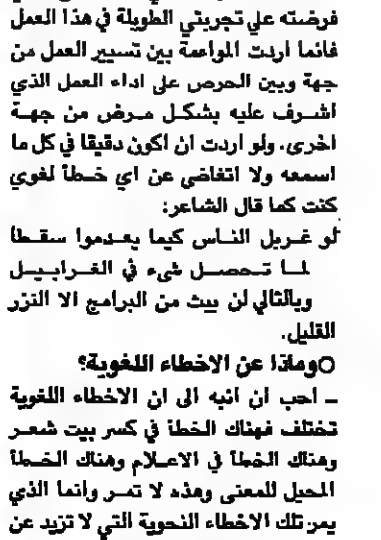 فرضته علي تجربتي الطويلة في هذا العمل
فانما اردت المواءمة بين تسيير العمل من
جهة وبين الحرص على اداء العمل الذي
اشرف عليه بشكل مرض من جهة
اخرى. ولو اردت ان اكون دقيقا في كل ما
اسمعه ولا اتغاضى عن اي خطأ لغوي
كنت كما قال الشاعر:
لو غربل الناس كيما يعدموا سقطا
لما تحصل شيء في الغرابيل
وبالتالي لن يبث من البرامج الا النزر
القليل.
○وماذا عن الاخطاء اللغوية؟
ـ احب ان انبه الى ان الاخطاء اللغوية
تختلف فهناك الخطأ في كسر بيت شعر
وهناك الخطأ في الاعلام وهناك الخطأ
المحيل للمعنى وهذه لا تمر وانما الذي
يمر تلك الاخطاء النحوية التي لا تزيد عن